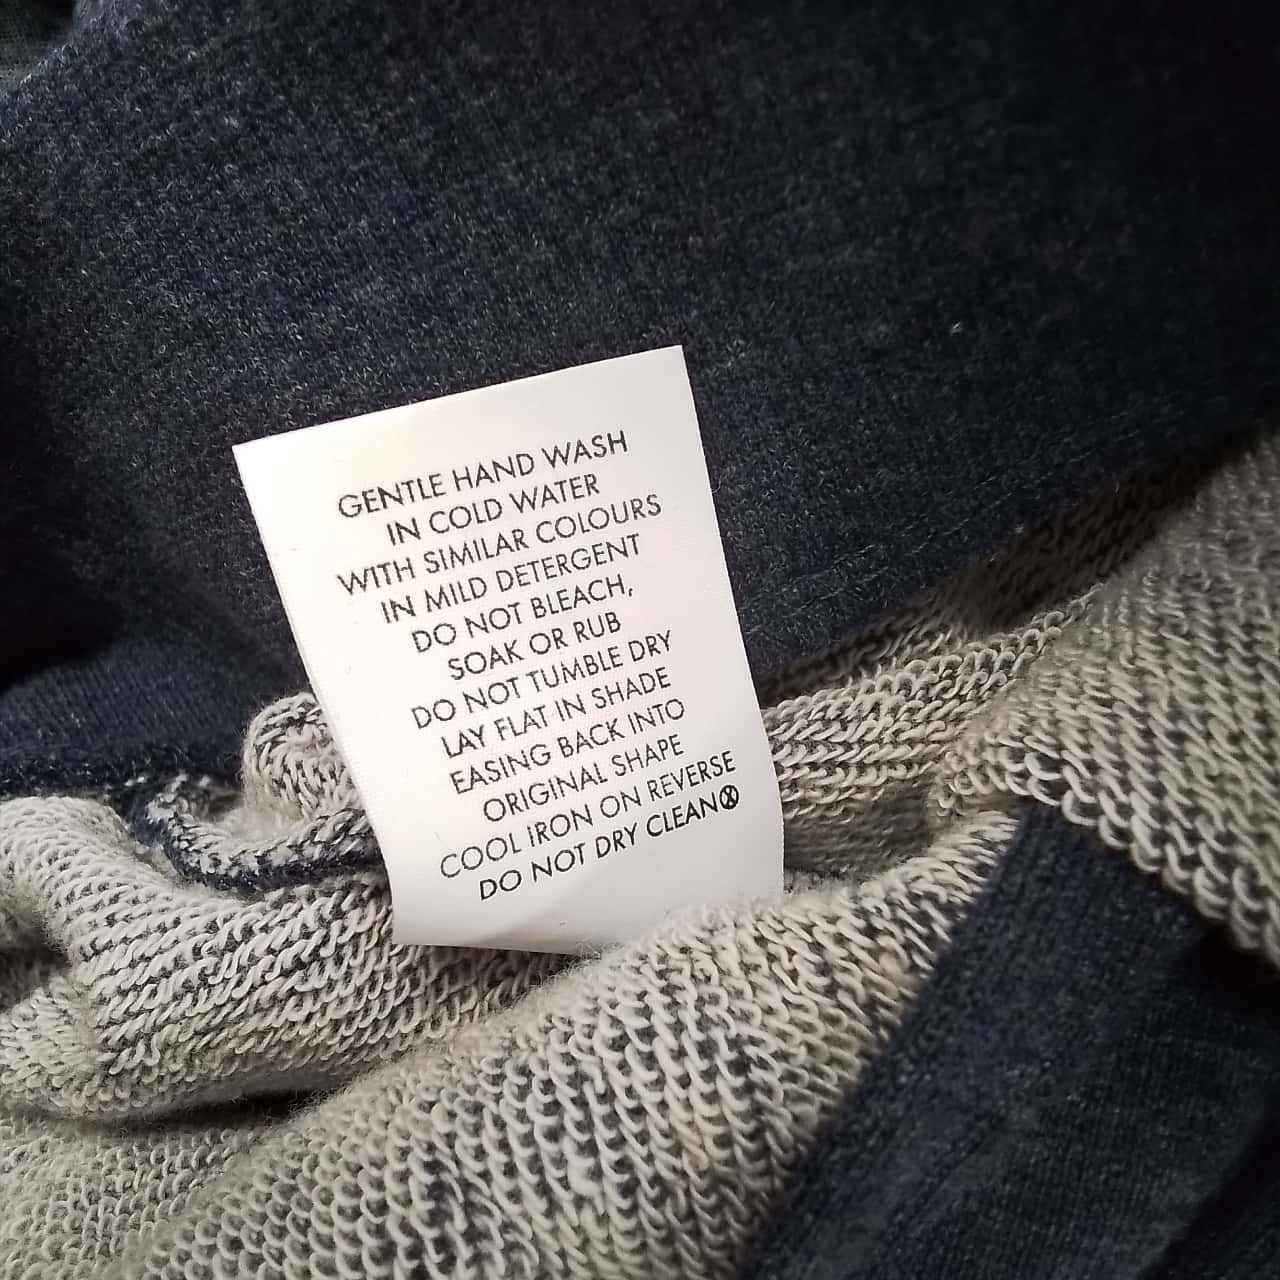 GENTLE HAND WASH
IN COLD WATER
WITH SIMILAR COLOURS
IN MILD DETERGENT
DO NOT BLEACH,
SOAK OR RUB
DO NOT TUMBLE DRY
LAY FLAT IN SHADE
EASING BACK INTO
ORIGINAL SHAPE
COOL IRON ON REVERSE
DO NOT DRY CLEAN